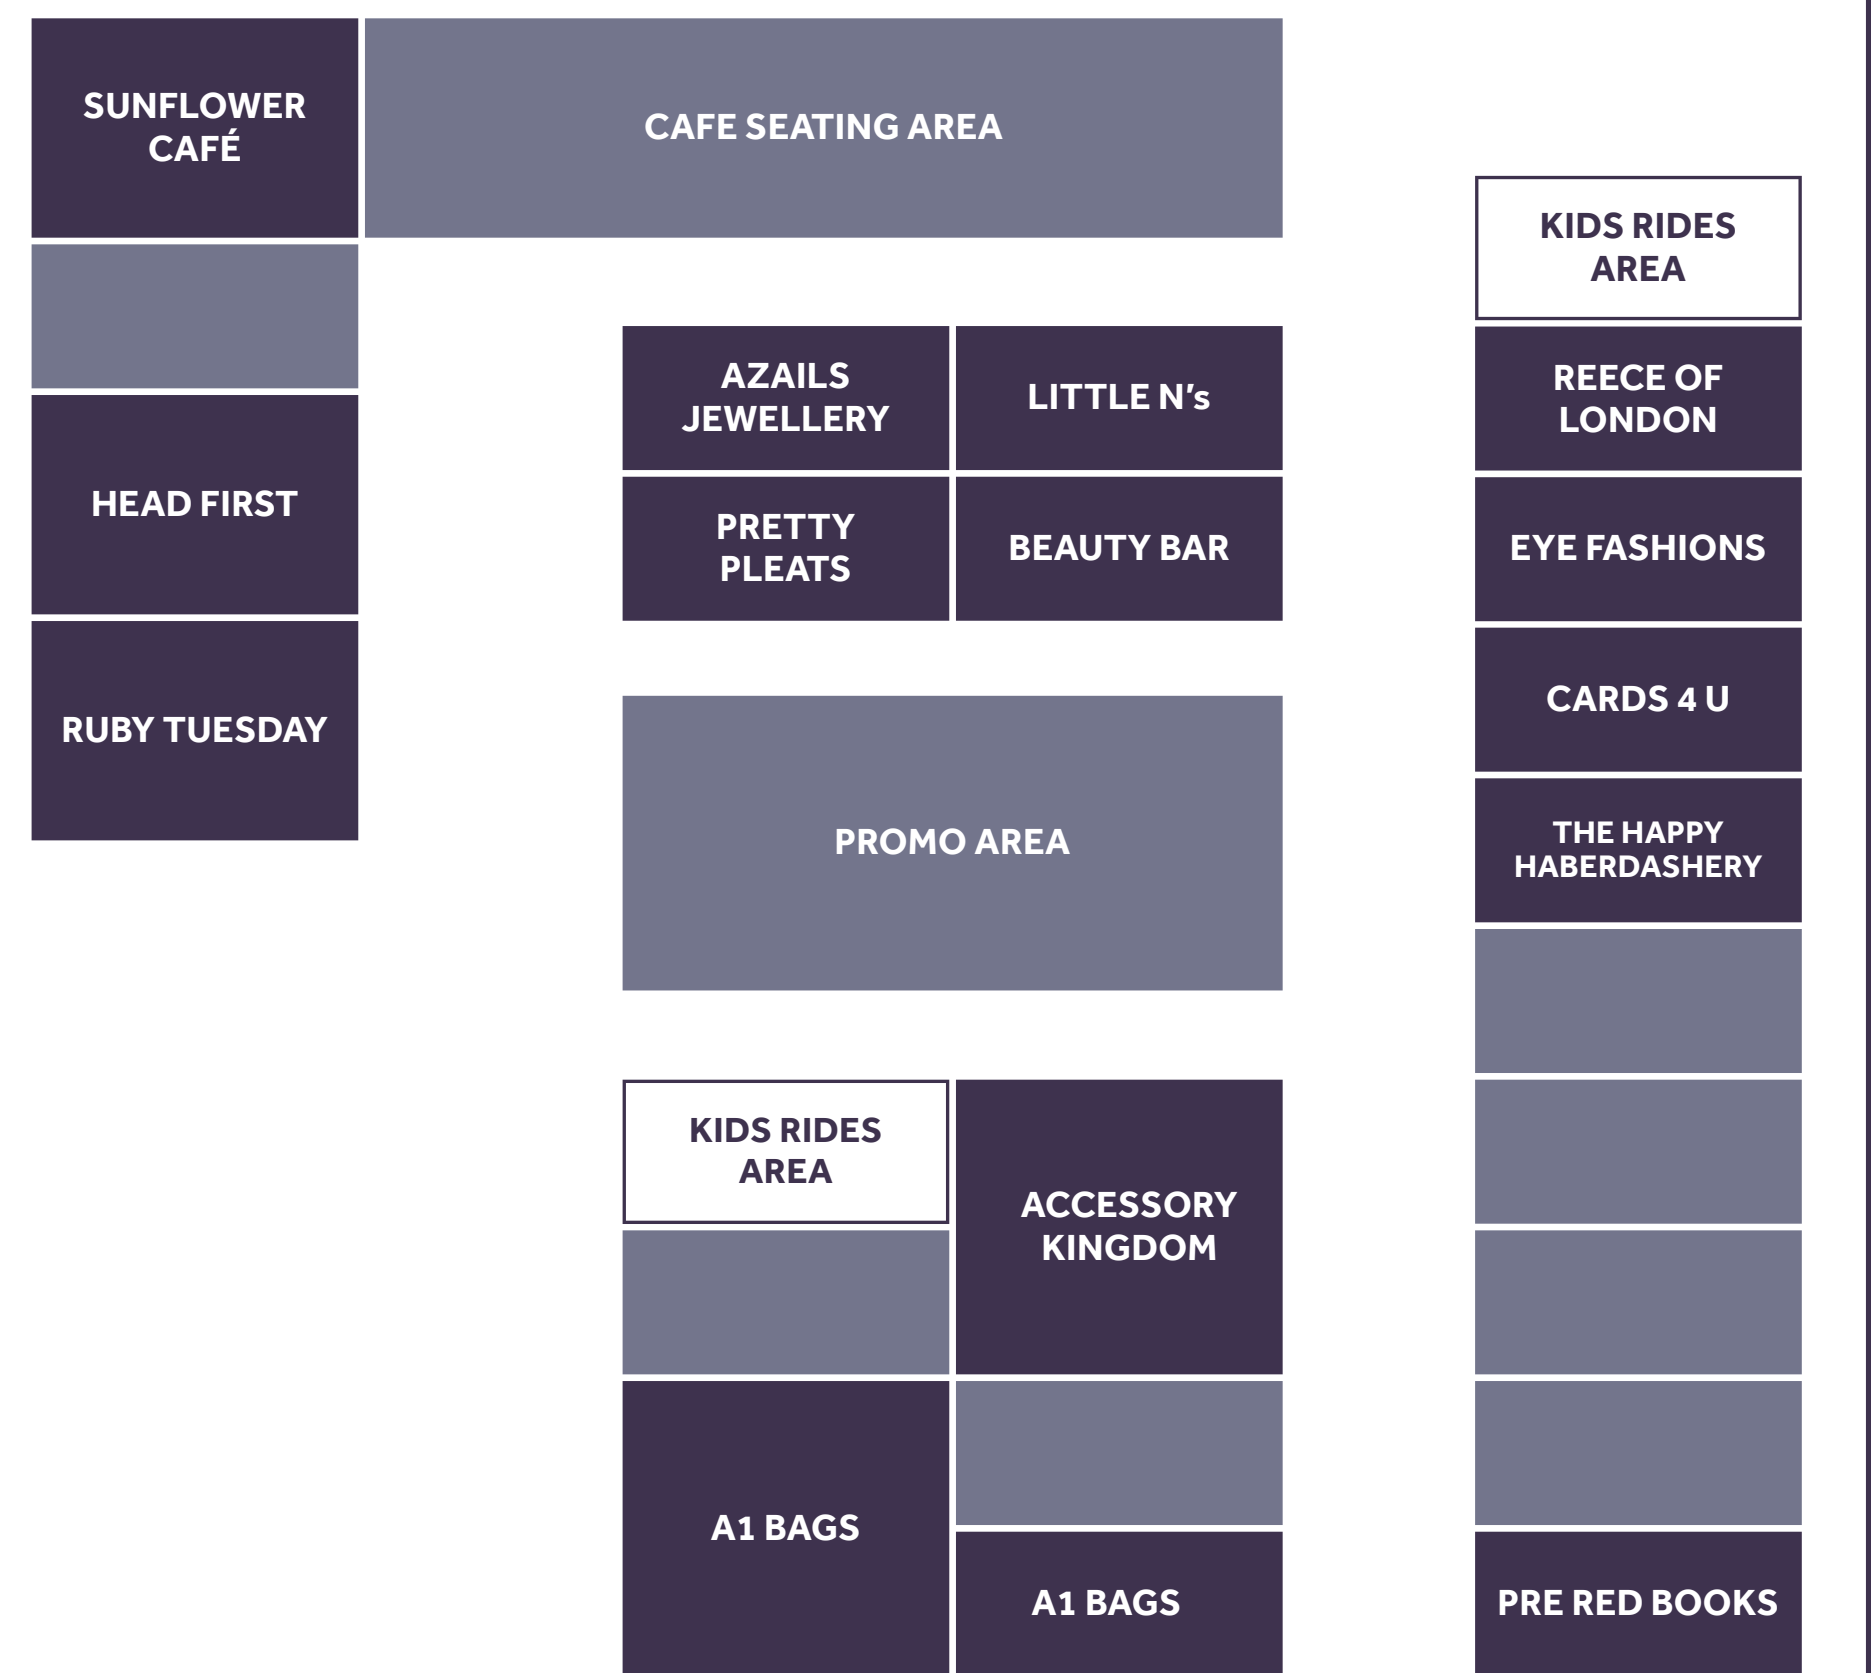 SUNFLOWER
CAFÉ
CAFE SEATING AREA
KIDS RIDES
AREA
AZAILS
JEWELLERY
LITTLE N's
REECE OF
LONDON
HEAD FIRST
PRETTY
PLEATS
BEAUTY BAR
EYE FASHIONS
RUBY TUESDAY
CARDS 4 U
PROMO AREA
THE HAPPY
HABERDASHERY
KIDS RIDES
AREA
ACCESSORY
KINGDOM
A1 BAGS
A1 BAGS
PRE RED BOOKS